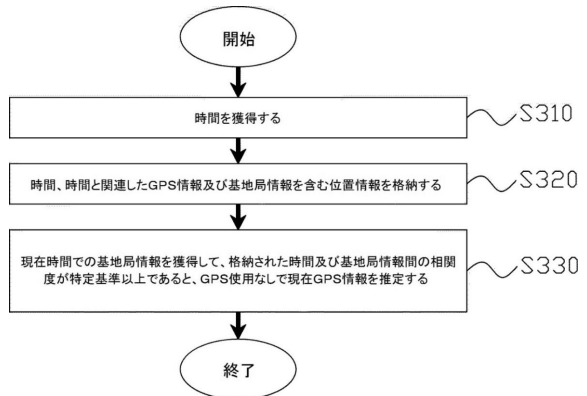 開始
時間を獲得する
S310
時間、時間と関連したGPS情報及び基地局情報を含む位置情報を格納する
S320
現在時間での基地局情報を獲得して、格納された時間及び基地局情報間の相関
度が特定基準以上であると、GPS使用なしで現在GPS情報を推定する
S330
終了